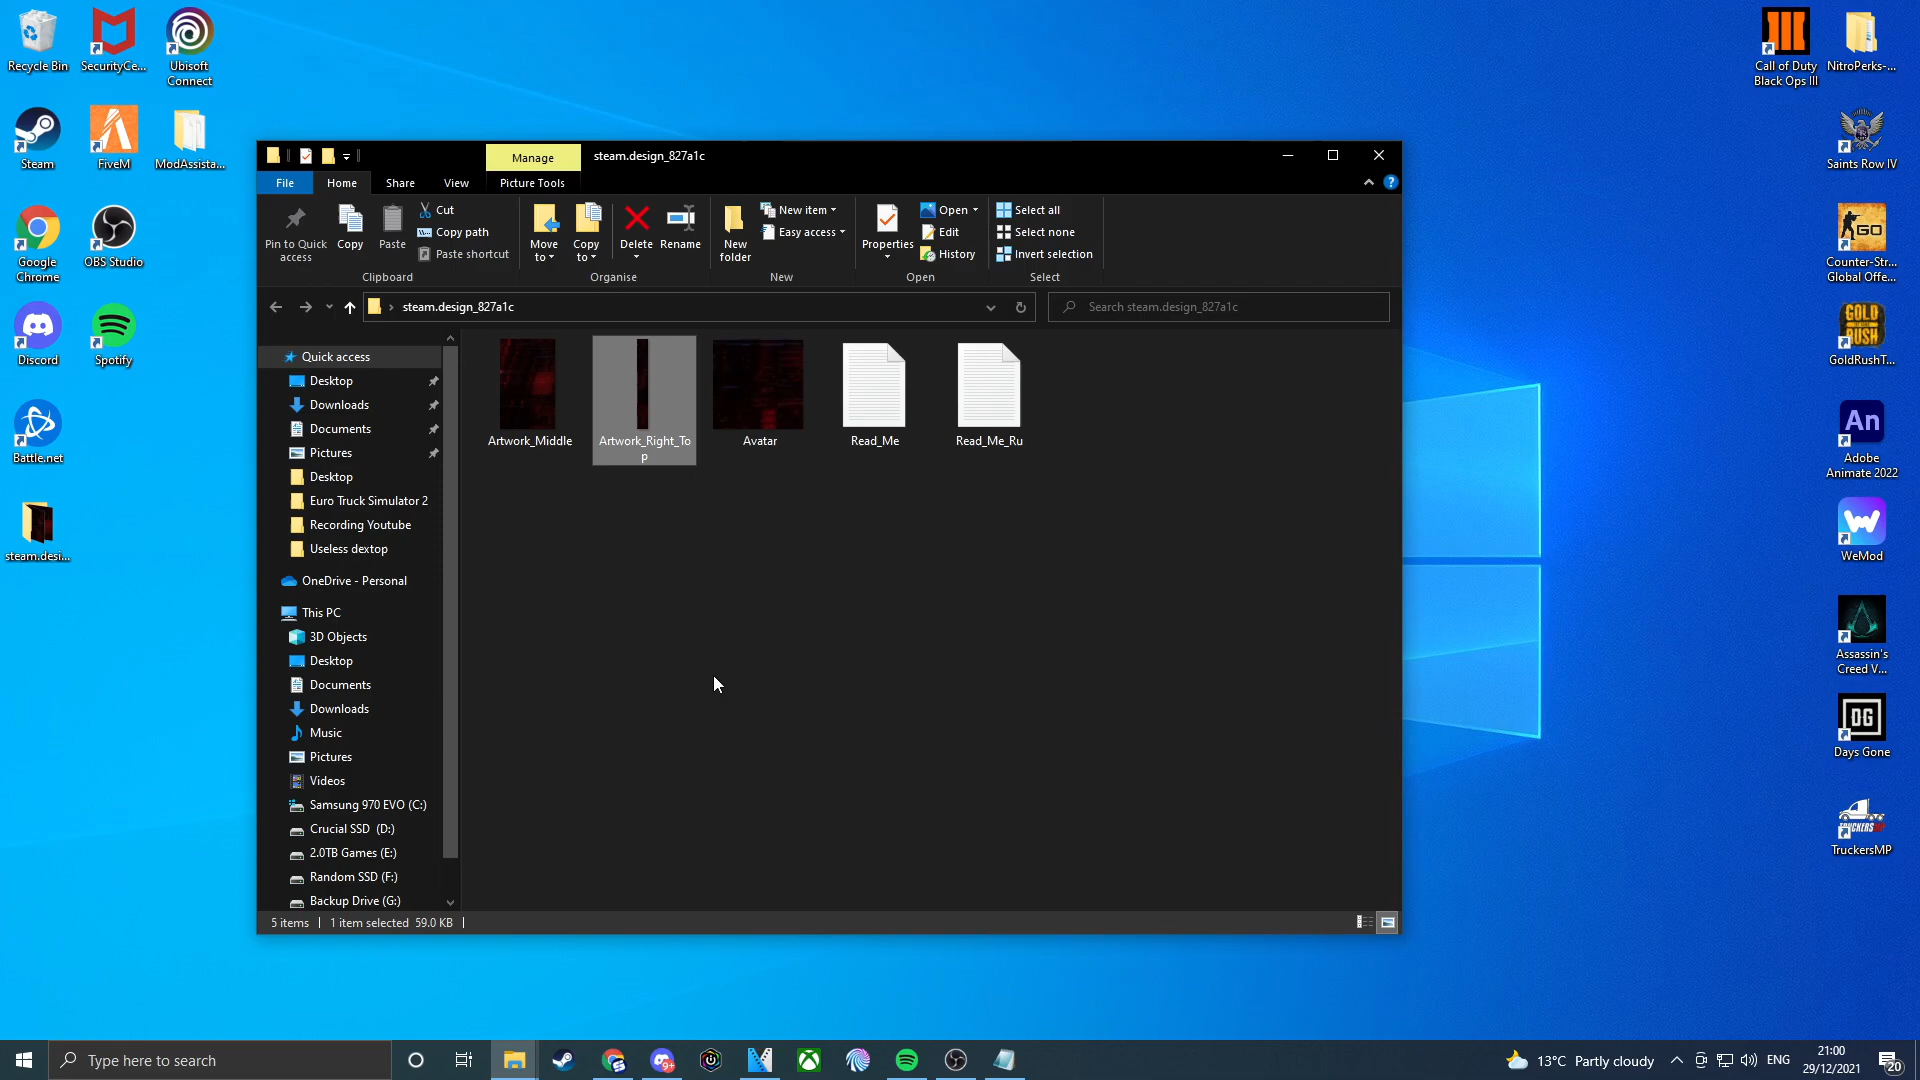 Recycle Bin
SecurityCe...
Ubisoft
Connect
Steam
FiveM
ModAssista...
Google
Chrome
OBS Studio
Discord
Spotify
Battle.net
steam.desi...
Manage
steam.design_827a1c
File
Home
Share
View
Picture Tools
Pin to Quick
access
Copy
Paste
Cut
Copy path
Paste shortcut
Clipboard
Move
to
Copy
to
Delete
Rename
Organise
New
folder
New item
Easy access
New
Properties
Open
Edit
History
Open
Select all
Select none
Invert selection
Select
steam.design_827a1c
Search steam.design_827a1c
Quick access
Desktop
Downloads
Documents
Pictures
Desktop
Euro Truck Simulator 2
Recording Youtube
Useless dextop
OneDrive - Personal
This PC
3D Objects
Desktop
Documents
Downloads
Music
Pictures
Videos
Samsung 970 EVO (C:)
Crucial SSD (D:)
2.0TB Games (E:)
Random SSD (F:)
Backup Drive (G:)
Artwork_Middle
Artwork_Right_To
p
Avatar
Read_Me
Read_Me_Ru
5 items
1 item selected 59.0 KB
Call of Duty
Black Ops III
NitroPerks-...
Saints Row IV
GO
Counter-Str...
Global Offe...
GOLD
RUSH
GoldRushT...
An
Adobe
Animate 2022
WeMod
Assassin's
Creed V...
DG
Days Gone
TruckersMP
Type here to search
9+
13°C Partly cloudy
ENG
21:00
29/12/2021
20